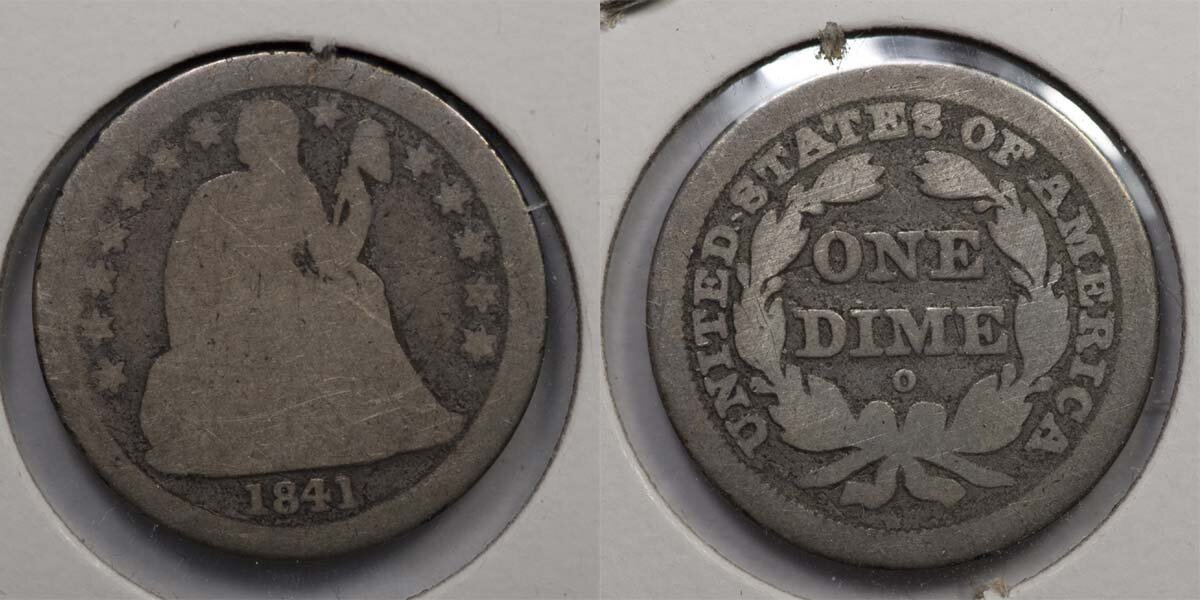 1841
UNITED STATES OF AMERICA
ONE
DIME
O